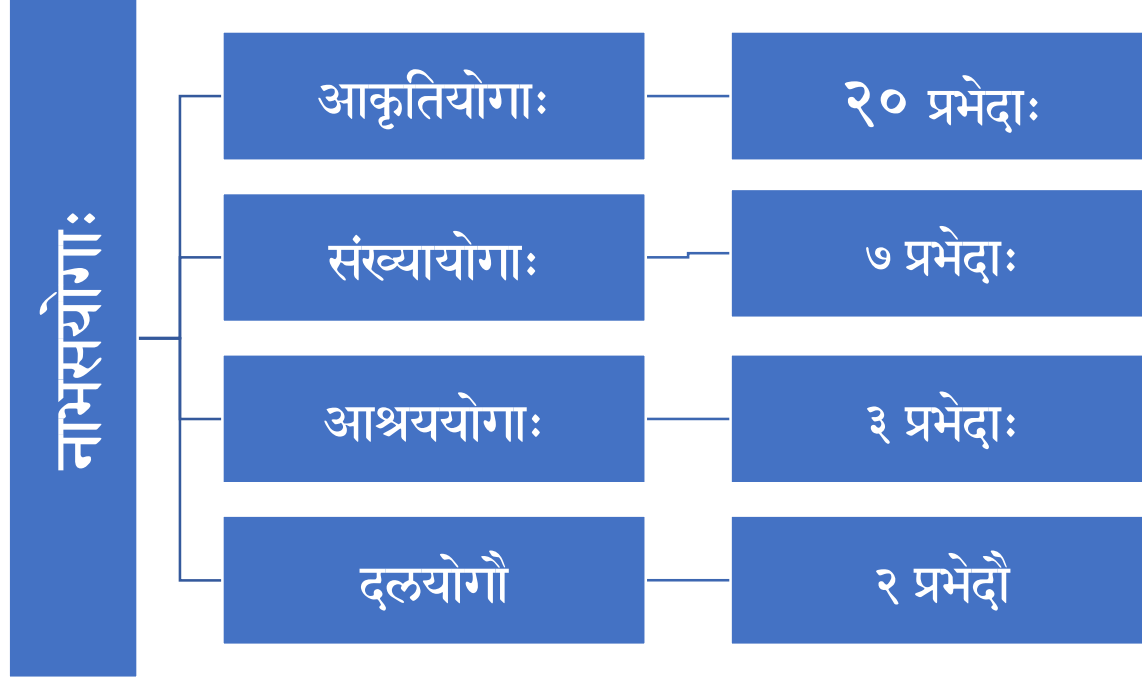 नाभसयोगाः
आकृतियोगाः
२० प्रभेदाः
संख्यायोगाः
७ प्रभेदाः
आश्रययोगाः
३ प्रभेदाः
दलयोगौ
२ प्रभेदौ